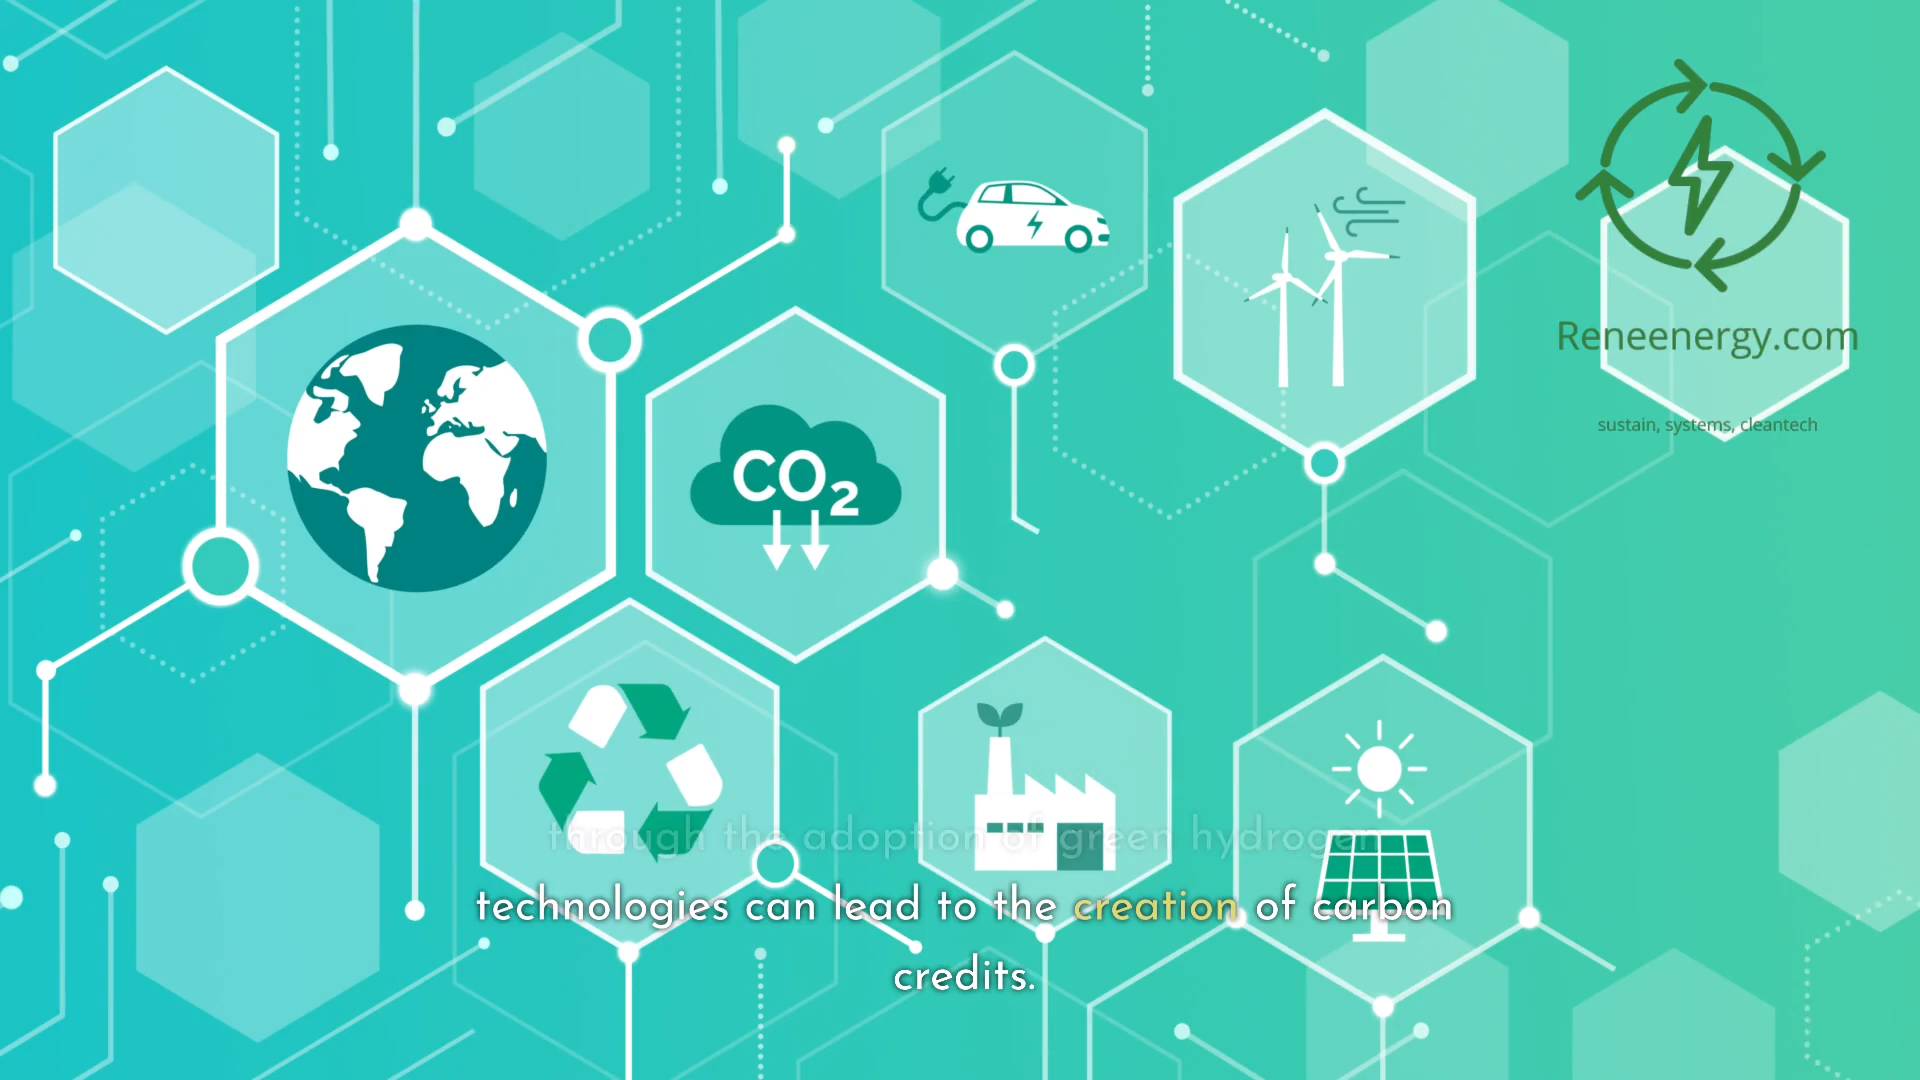 CO2
Reneenergy.com
sustain, systems, cleantech
through the adoption of green hydrogen
technologies can lead to the creation of carbon
credits.